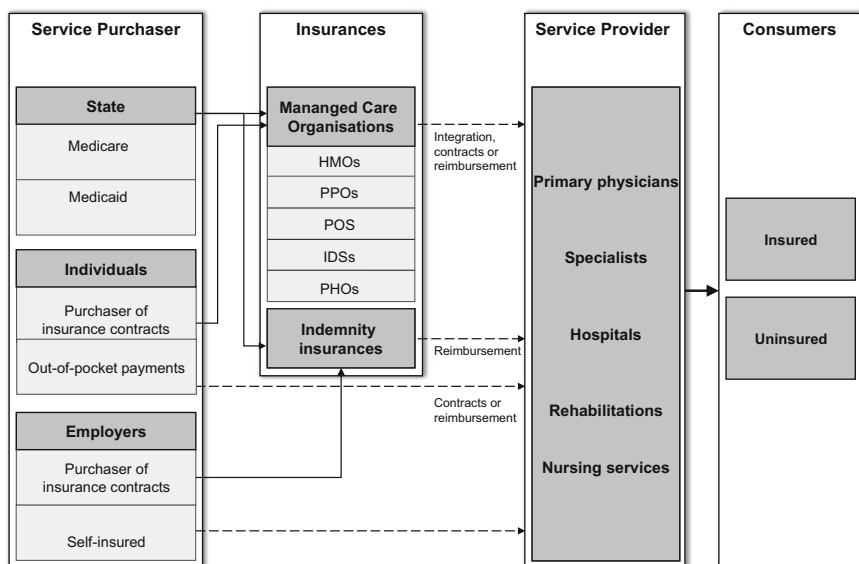 Service Purchaser
State
Medicare
Medicaid
Individuals
Purchaser of
insurance contracts
Out-of-pocket payments
Employers
Purchaser of
insurance contracts
Self-insured
Insurances
Mananged Care
Organisations
HMOs
PPOs
POS
IDSs
PHOs
Indemnity
insurances
Integration,
contracts or
reimbursement
Reimbursement
Contracts or
reimbursement
Service Provider
Primary physicians
Specialists
Hospitals
Rehabilitations
Nursing services
Consumers
Insured
Uninsured